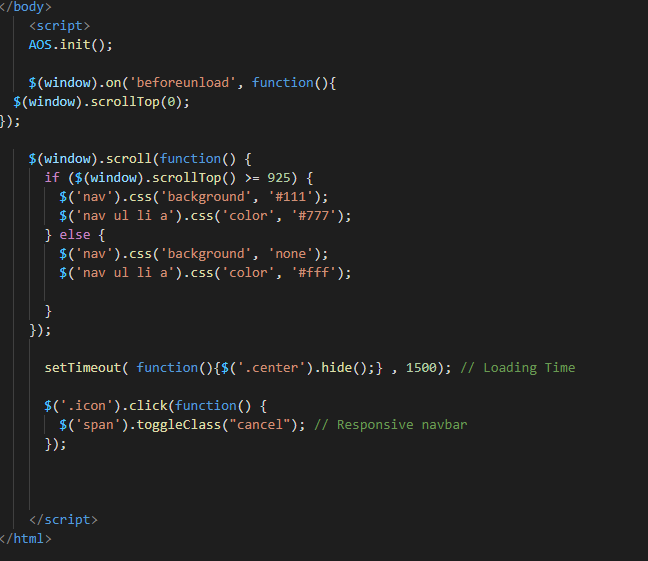 </body>
<script>
AOS.init();
$(window).on('beforeunload', function(){
$(window).scrollTop(0);
});
$(window).scroll(function() {
if ($(window).scrollTop() >= 925) {
$('nav').css('background', '#111');
$('nav ul li a').css('color', '#777');
} else {
$('nav').css('background', 'none');
$('nav ul li a').css('color', '#fff');
}
});
setTimeout( function(){$('.center').hide();} , 1500); // Loading Time
$('.icon').click(function() {
$('span').toggleClass("cancel"); // Responsive navbar
});
</script>
</html>